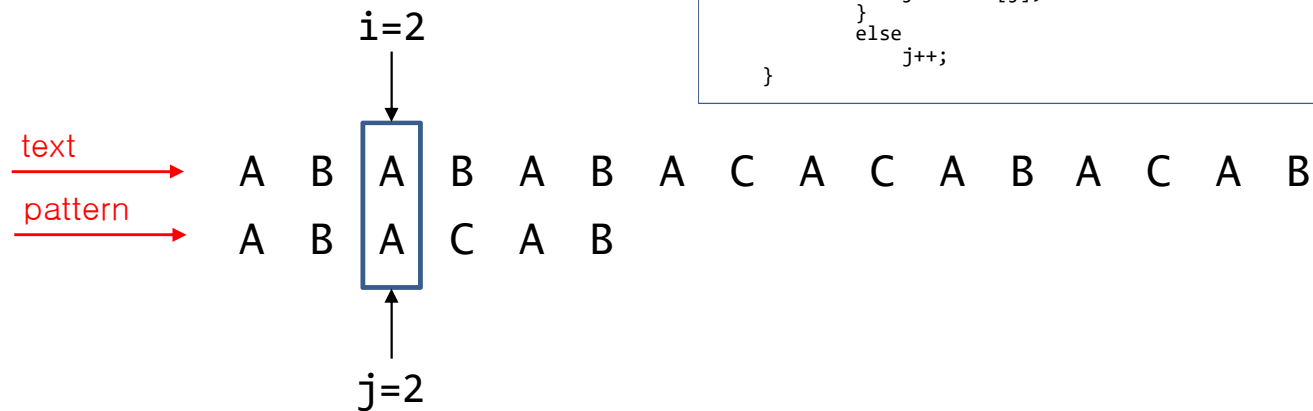 }
else
j++;
}
i=2
text
A B A B A B A C A C A B A C A B
pattern
A B A C A B
j=2